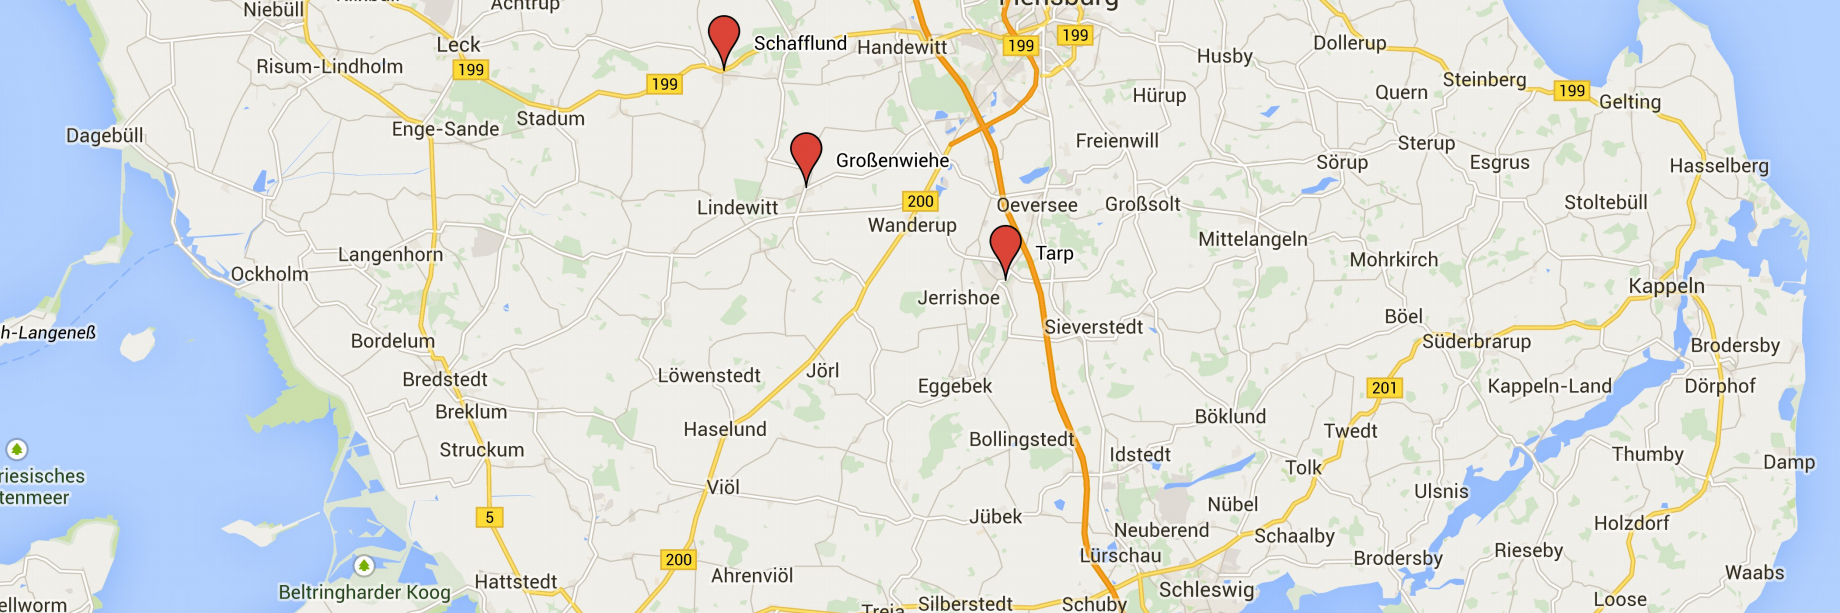 Niebüll
Achtrup
Flensburg
Leck
Schafflund
Handewitt
199
199
Husby
Dollerup
Risum-Lindholm
199
199
Steinberg
199
Gelting
Quern
Hürup
Stadum
Enge-Sande
Dagebüll
Freienwill
Sterup
Sörup
Esgrus
Hasselberg
Großenwiehe
Lindewitt
200
Oeversee
Großsolt
Stoltebüll
Wanderup
Mittelangeln
Langenhorn
Tarp
Mohrkirch
Ockholm
Kappeln
Jerrishoe
h-Langeneß
Böel
Sieverstedt
Bordelum
Süderbrarup
Brodersby
Löwenstedt
Jörl
Bredstedt
Eggebek
201
Kappeln-Land
Dörphof
Breklum
Böklund
Haselund
Twedt
Bollingstedt
Struckum
Idstedt
Thumby
Damp
Tolk
riesisches
tenmeer
Viöl
Ulsnis
Nübel
5
Jübek
Neuberend
Holzdorf
Schaalby
Lürschau
Brodersby
Rieseby
200
Ahrenviöl
Waabs
Hattstedt
Beltringharder Koog
Schleswig
ellworm
Treia
Silberstedt
Schuby
Loose